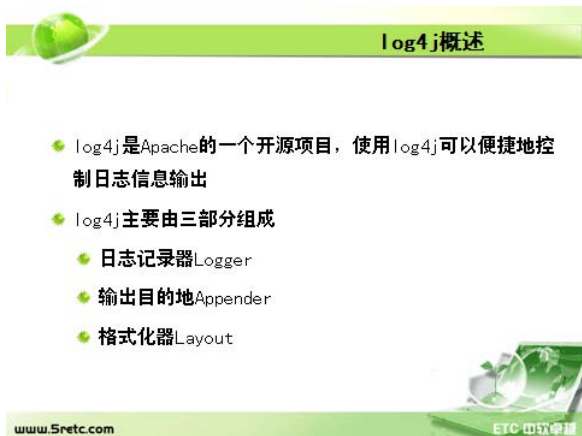 log4j概述
log4j是Apache的一个开源项目，使用log4j可以便捷地控
制日志信息输出
log4j主要由三部分组成
日志记录器Logger
输出目的地Appender
格式化器Layout
www.5retc.com
ETC 中软卓越